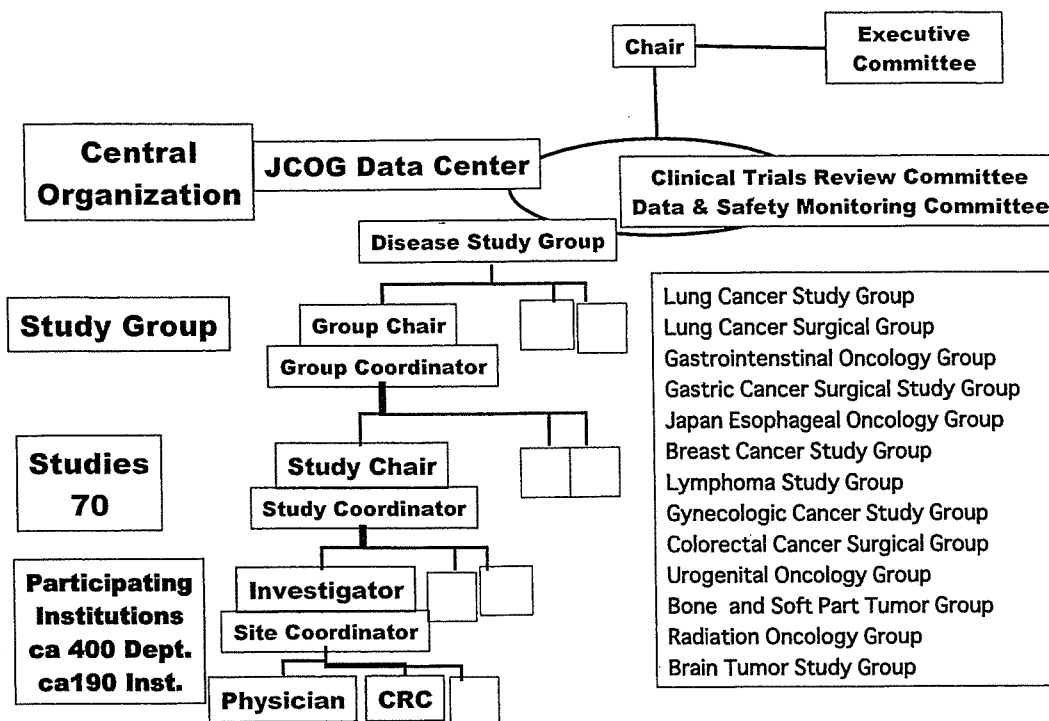 Chair
Executive
Committee
Central
Organization
JCOG Data Center
Clinical Trials Review Committee
Data & Safety Monitoring Committee
Disease Study Group
Study Group
Group Chair
Group Coordinator
Studies
70
Study Chair
Study Coordinator
Participating
Institutions
ca 400 Dept.
ca190 Inst.
Investigator
Site Coordinator
Physician
CRC
Lung Cancer Study Group
Lung Cancer Surgical Group
Gastrointenstinal Oncology Group
Gastric Cancer Surgical Study Group
Japan Esophageal Oncology Group
Breast Cancer Study Group
Lymphoma Study Group
Gynecologic Cancer Study Group
Colorectal Cancer Surgical Group
Urogenital Oncology Group
Bone and Soft Part Tumor Group
Radiation Oncology Group
Brain Tumor Study Group